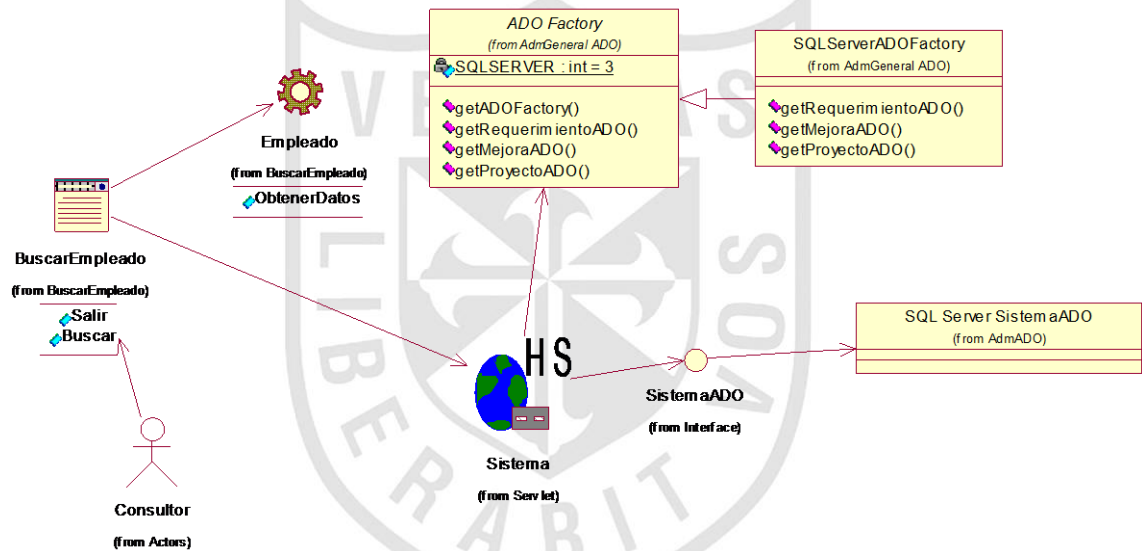 ADO Factory
(from AdmGeneral ADO)
SQLSERVER : int = 3
getADOFactory()
getRequerimientoADO()
getMejoraADO()
getProyectoADO()
SQLServerADOFactory
(from AdmGeneral ADO)
getRequerimientoADO()
getMejoraADO()
getProyectoADO()
Empleado
(from BuscarEmpleado)
ObtenerDatos
BuscarEmpleado
(from BuscarEmpleado)
Salir
Buscar
Consultor
(from Actors)
HS
Sistema
(from Servlet)
SistemaADO
(from Interface)
SQL Server SistemaADO
(from AdmADO)
LIBERABIT VOS